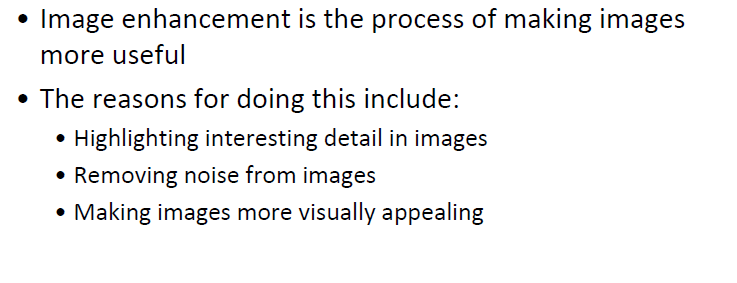 • Image enhancement is the process of making images
more useful
• The reasons for doing this include:
• Highlighting interesting detail in images
• Removing noise from images
• Making images more visually appealing